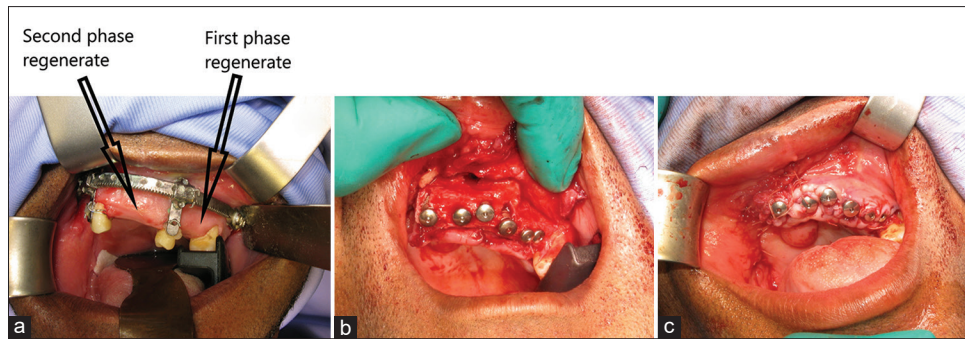 Second phase
regenerate
First phase
regenerate
a
b
c